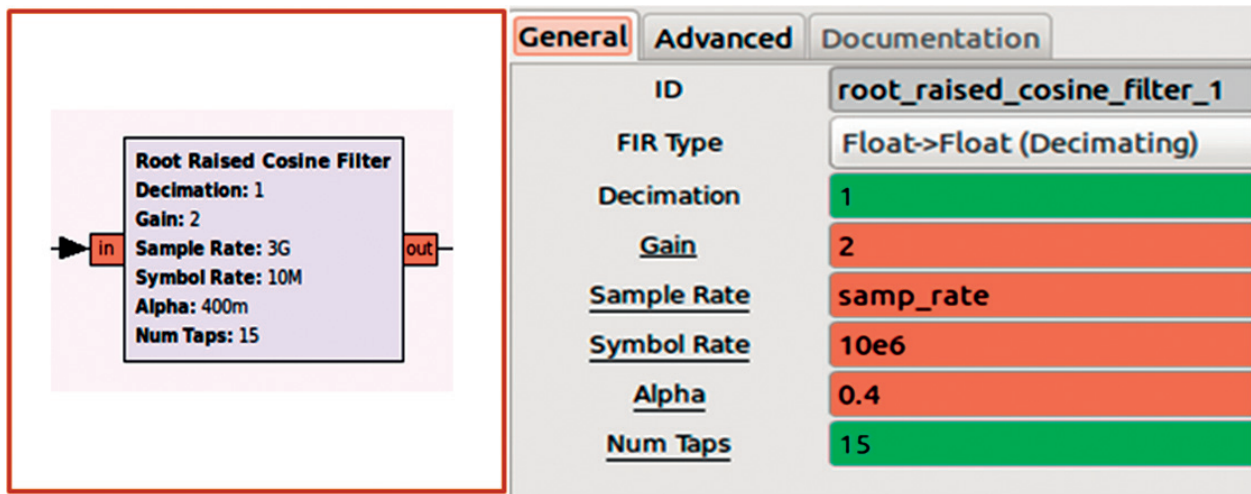 Root Raised Cosine Filter
Decimation: 1
Gain: 2
Sample Rate: 3G
Symbol Rate: 10M
Alpha: 400m
Num Taps: 15
in
out
General Advanced Documentation
ID root_raised_cosine_filter_1
FIR Type Float->Float (Decimating)
Decimation 1
Gain 2
Sample Rate samp_rate
Symbol Rate 10e6
Alpha 0.4
Num Taps 15